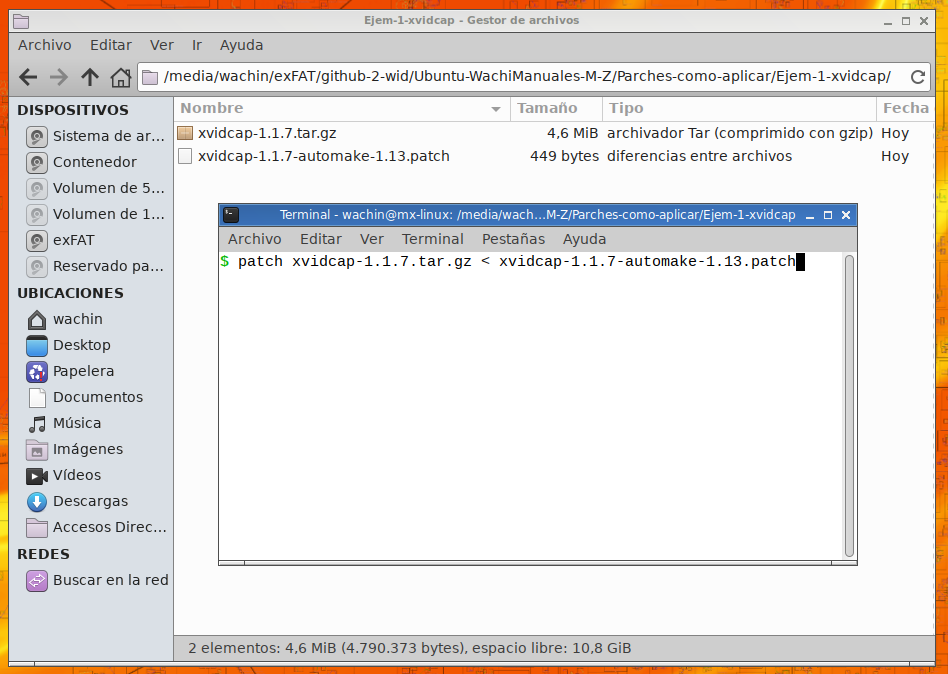 Ejem-1-xvidcap - Gestor de archivos
Archivo Editar Ver Ir Ayuda
/media/wachin/exFAT/github-2-wid/Ubuntu-WachiManuales-M-Z/Parches-como-aplicar/Ejem-1-xvidcap/
DISPOSITIVOS
Sistema de ar...
Contenedor
Volumen de 5...
Volumen de 1...
exFAT
Reservado pa...
UBICACIONES
wachin
Desktop
Papelera
Documentos
Música
Imágenes
Vídeos
Descargas
Accesos Direc...
REDES
Buscar en la red
Nombre Tamaño Tipo Fecha
xvidcap-1.1.7.tar.gz 4,6 MiB archivador Tar (comprimido con gzip) Hoy
xvidcap-1.1.7-automake-1.13.patch 449 bytes diferencias entre archivos Hoy
Terminal - wachin@mx-linux: /media/wach...M-Z/Parches-como-aplicar/Ejem-1-xvidcap
Archivo Editar Ver Terminal Pestañas Ayuda
$ patch xvidcap-1.1.7.tar.gz < xvidcap-1.1.7-automake-1.13.patch
2 elementos: 4,6 MiB (4.790.373 bytes), espacio libre: 10,8 GiB